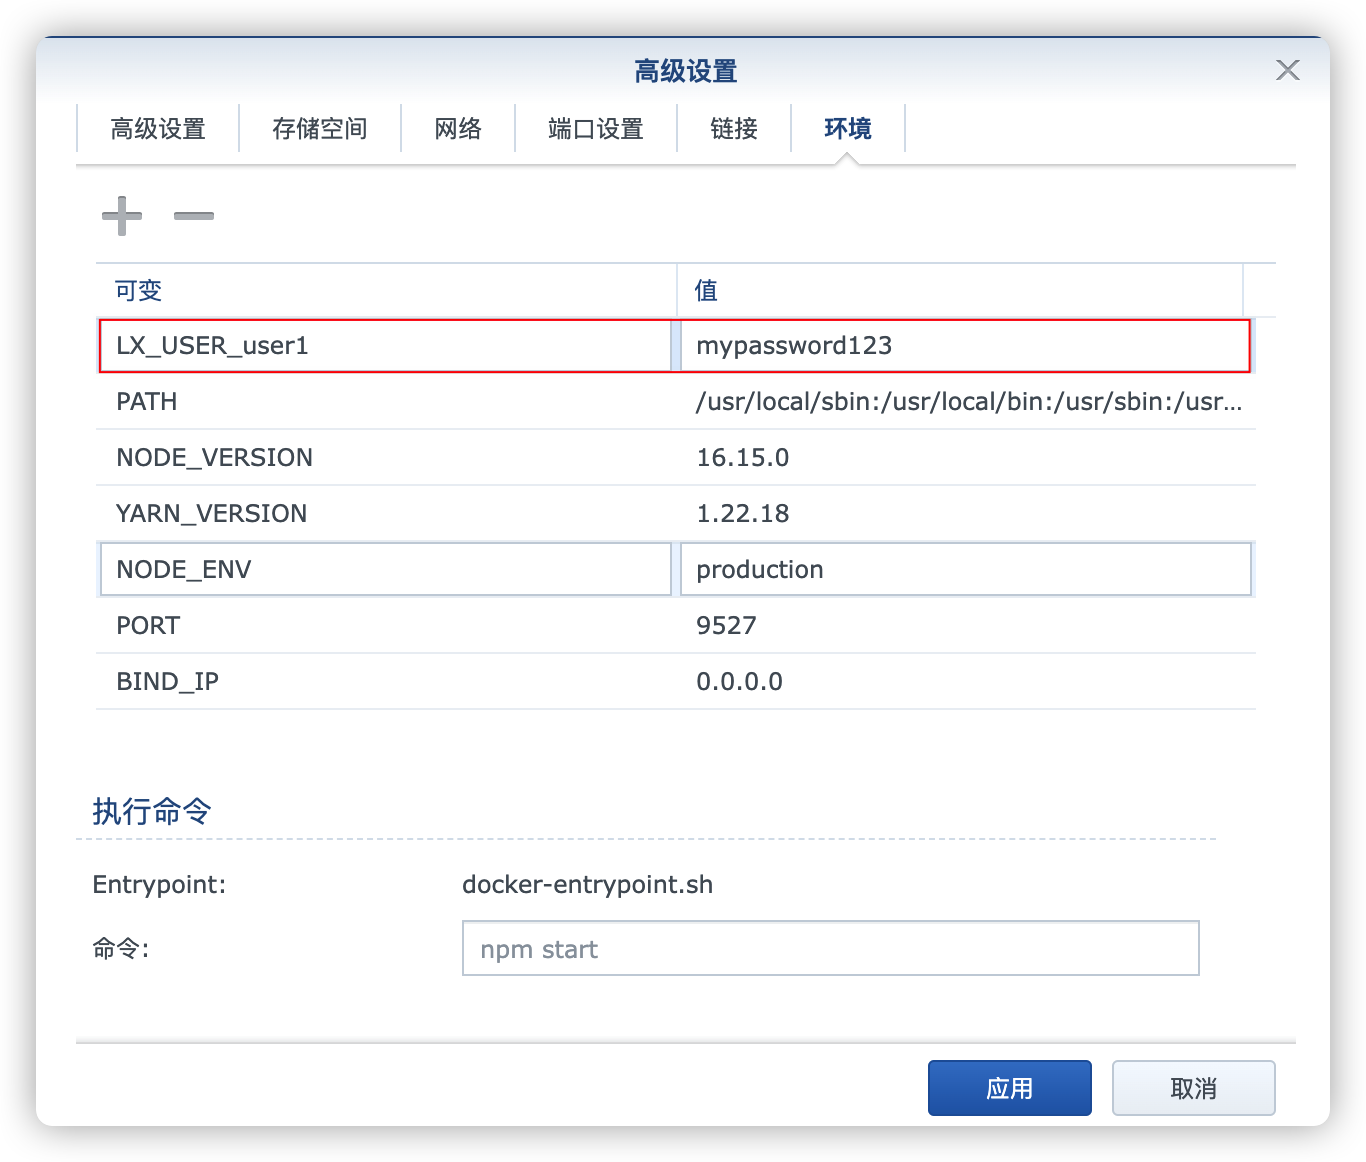 高级设置
高级设置 存储空间 网络 端口设置 链接 环境
可变 值
LX_USER_user1 mypassword123
PATH /usr/local/sbin:/usr/local/bin:/usr/sbin:/usr...
NODE_VERSION 16.15.0
YARN_VERSION 1.22.18
NODE_ENV production
PORT 9527
BIND_IP 0.0.0.0
执行命令
Entrypoint: docker-entrypoint.sh
命令: npm start
应用 取消